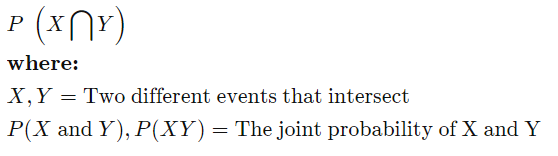 P (X⋂Y)
where:
X, Y = Two different events that intersect
P(X and Y), P(XY) = The joint probability of X and Y